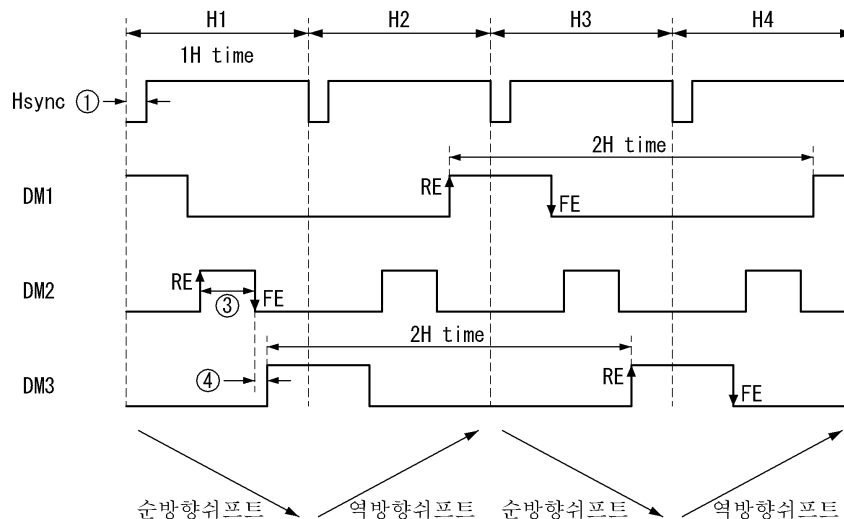 H1 H2 H3 H4
1H time
Hsync ①
2H time
DM1 RE FE
DM2 RE ③ FE
2H time
DM3 ④ RE FE
순방향쉬프트 역방향쉬프트 순방향쉬프트 역방향쉬프트